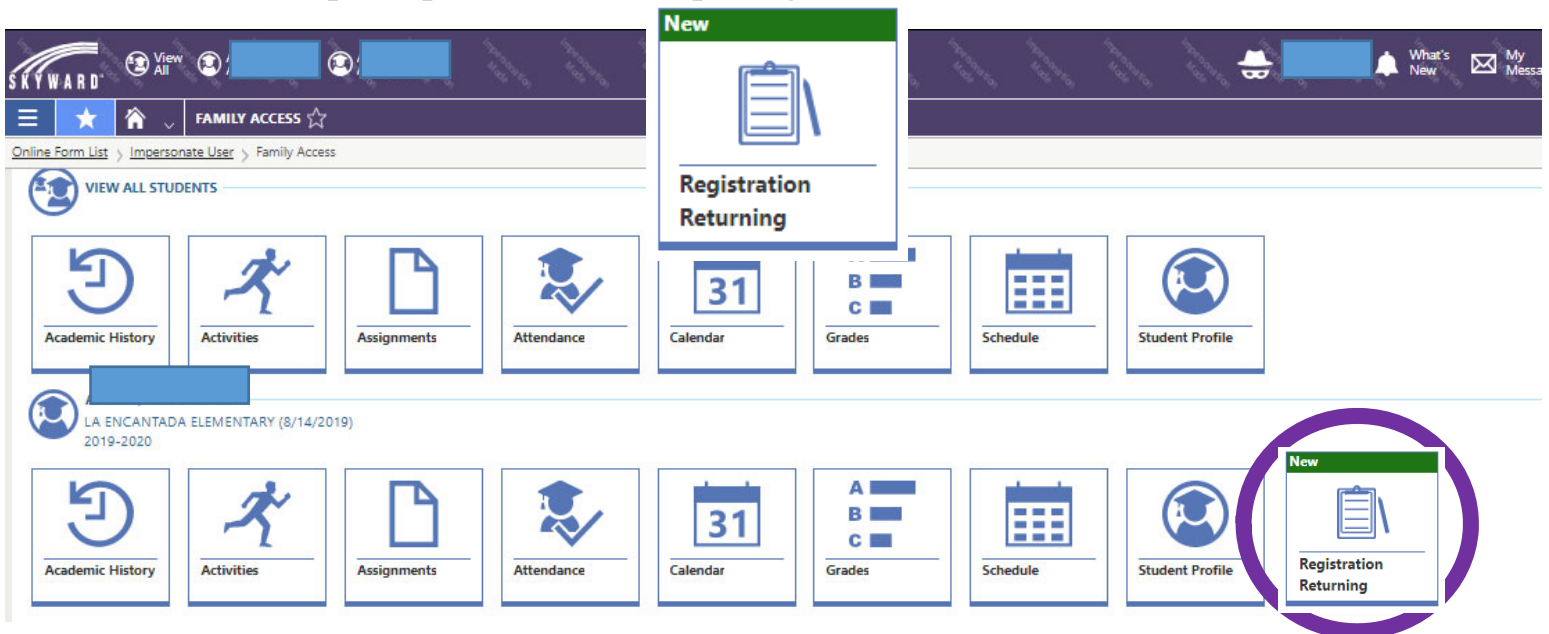 New
Registration
Returning
SKYWARD
View All
What's New
My
Impersonation Mode
FAMILY ACCESS
Online Form List > Impersonate User > Family Access
VIEW ALL STUDENTS
Academic History
Activities
Assignments
Attendance
31
Calendar
B
C
Grades
Schedule
Student Profile
LA ENCANTADA ELEMENTARY (8/14/2019)
2019-2020
Academic History
Activities
Assignments
Attendance
31
Calendar
A
B
C
Grades
Schedule
Student Profile
New
Registration
Returning